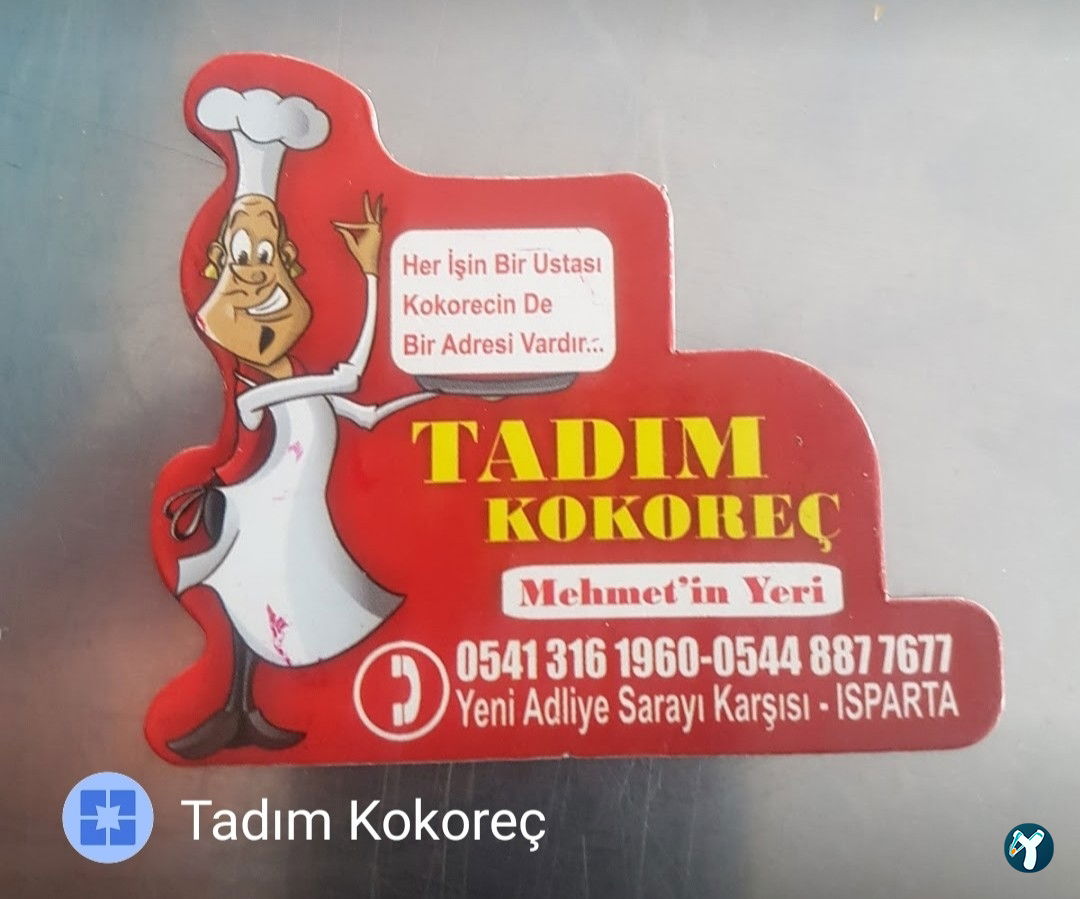 Her İşin Bir Ustası
Kokorecin De
Bir Adresi Vardır...
TADIM
KOKOREÇ
Mehmet'in Yeri
0541 316 1960-0544 887 7677
Yeni Adliye Sarayı Karşısı - ISPARTA
Tadım Kokoreç